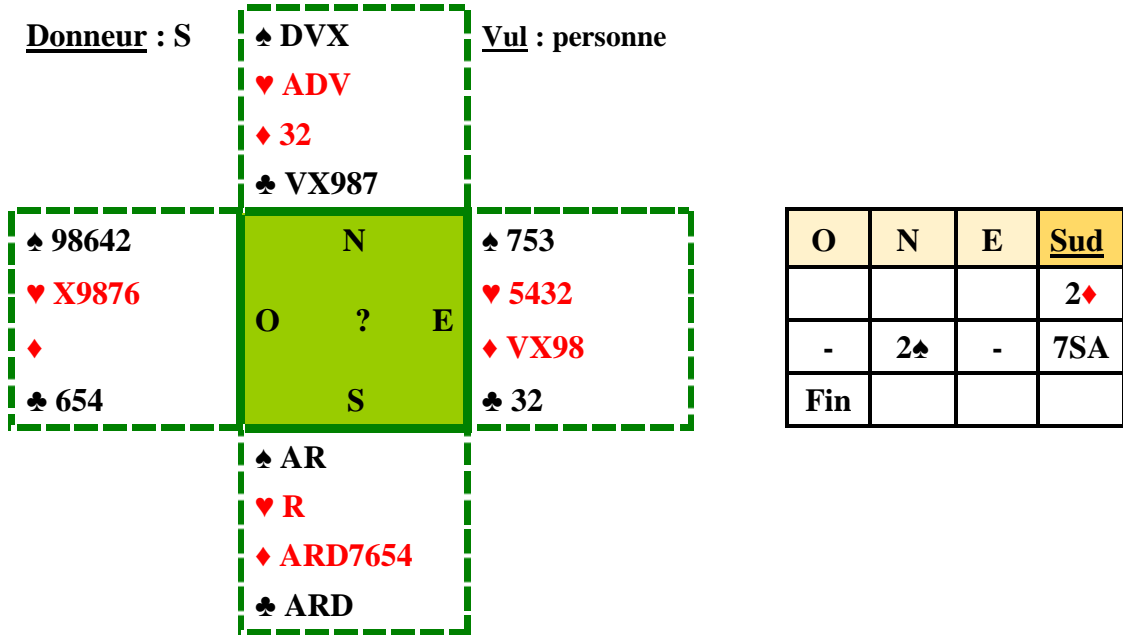 Donneur : S
♠ DVX
Vul : personne
♥ ADV
♦ 32
♣ VX987
♠ 98642
N
♠ 753
♥ X9876
♥ 5432
O ? E
♦
♦ VX98
♣ 654
S
♣ 32
♠ AR
♥ R
♦ ARD7654
♣ ARD
O N E Sud
2♦
- 2♠ - 7SA
Fin